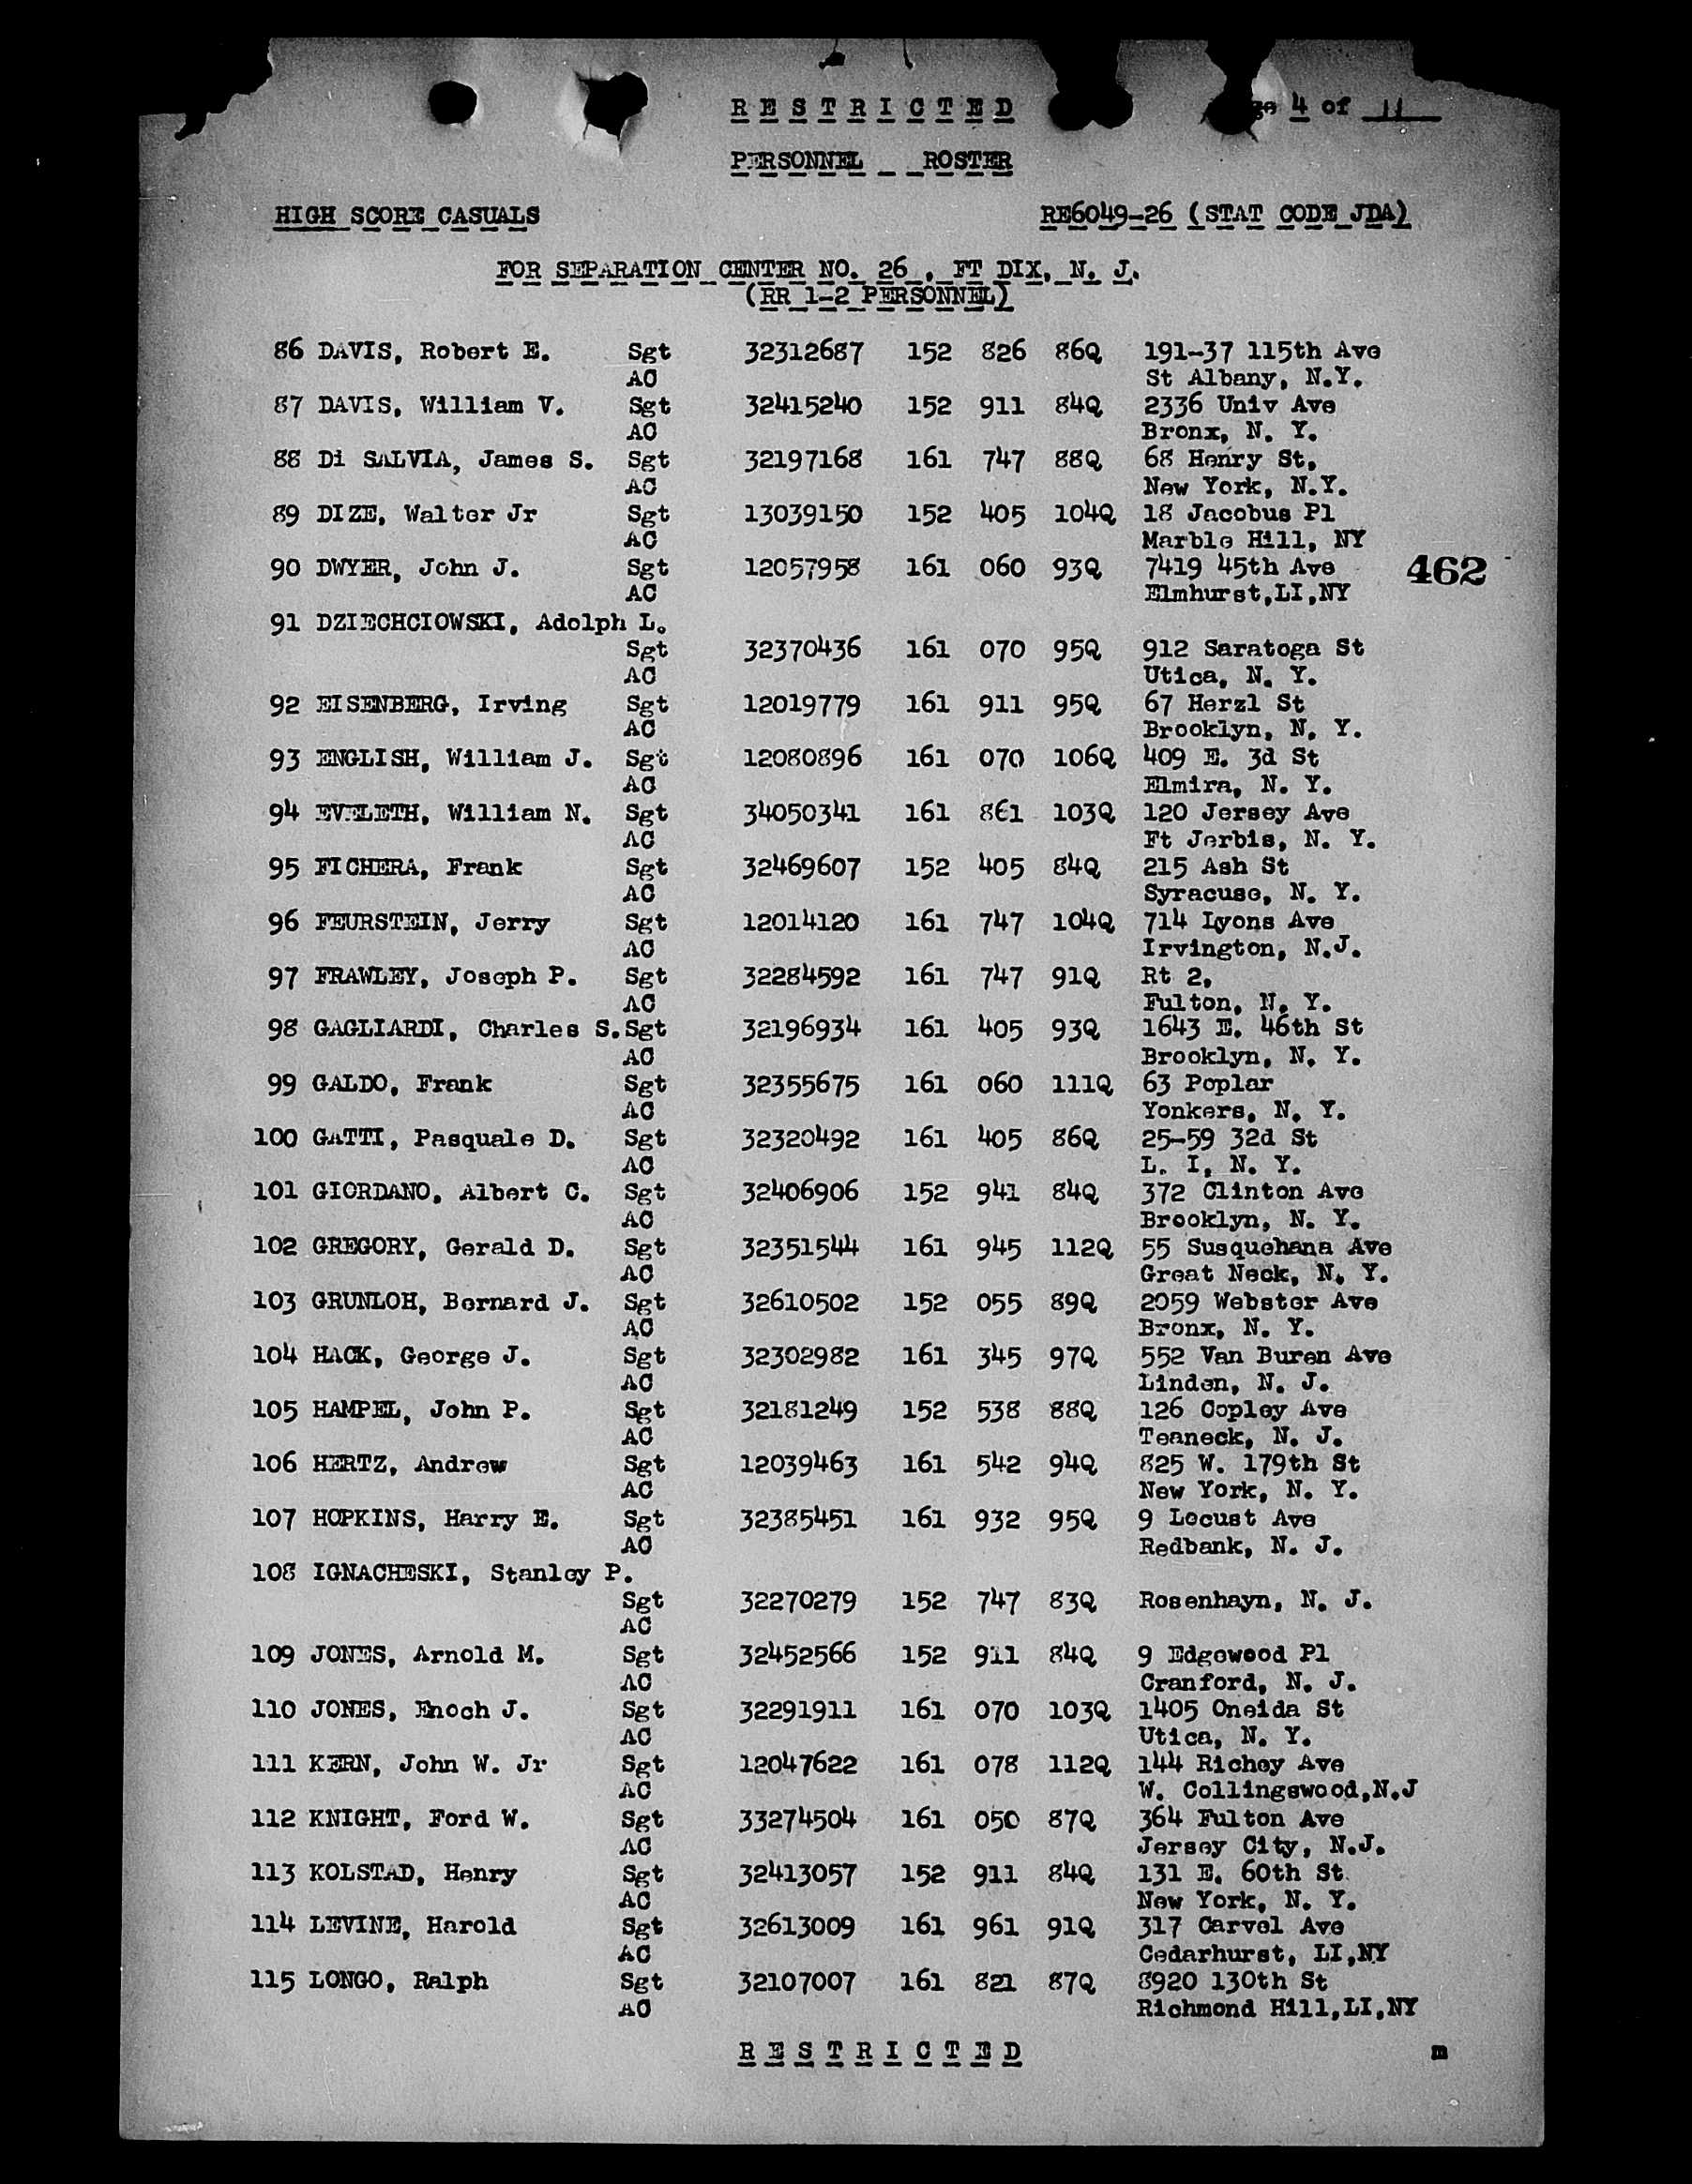 RESTRICTED
4 of 11
PERSONNEL ROSTER
HIGH SCORE CASUALS RE6049-26 (STAT CODE JDA)
FOR SEPARATION CENTER NO. 26 , FT DIX, N. J.
(RR 1-2 PERSONNEL)
86 DAVIS, Robert E. Sgt 32312687 152 826 86Q 191-37 115th Ave
AC St Albany, N.Y.
87 DAVIS, William V. Sgt 32415240 152 911 84Q 2336 Univ Ave
AC Bronx, N. Y.
88 Di SALVIA, James S. Sgt 32197168 161 747 88Q 68 Henry St,
AC New York, N.Y.
89 DIZE, Walter Jr Sgt 13039150 152 405 104Q 18 Jacobus Pl
AC Marble Hill, NY
90 DWYER, John J. Sgt 12057958 161 060 93Q 7419 45th Ave 462
AC Elmhurst,LI,NY
91 DZIECHCIOWSKI, Adolph L.
Sgt 32370436 161 070 95Q 912 Saratoga St
AC Utica, N. Y.
92 EISENBERG, Irving Sgt 12019779 161 911 95Q 67 Herzl St
AC Brooklyn, N. Y.
93 ENGLISH, William J. Sgt 12080896 161 070 106Q 409 E. 3d St
AC Elmira, N. Y.
94 EVELETH, William N. Sgt 34050341 161 861 103Q 120 Jersey Ave
AC Ft Jerbis, N. Y.
95 FICHERA, Frank Sgt 32469607 152 405 84Q 215 Ash St
AC Syracuse, N. Y.
96 FEURSTEIN, Jerry Sgt 12014120 161 747 104Q 714 Lyons Ave
AC Irvington, N.J.
97 FRAWLEY, Joseph P. Sgt 32284592 161 747 91Q Rt 2,
AC Fulton, N. Y.
98 GAGLIARDI, Charles S. Sgt 32196934 161 405 93Q 1643 E. 46th St
AC Brooklyn, N. Y.
99 GALDO, Frank Sgt 32355675 161 060 111Q 63 Poplar
AC Yonkers, N. Y.
100 GATTI, Pasquale D. Sgt 32320492 161 405 86Q 25-59 32d St
AC L. I, N. Y.
101 GIORDANO, Albert C. Sgt 32406906 152 941 84Q 372 Clinton Ave
AC Brooklyn, N. Y.
102 GREGORY, Gerald D. Sgt 32351544 161 945 112Q 55 Susquehana Ave
AC Great Neck, N. Y.
103 GRUNLOH, Bernard J. Sgt 32610502 152 055 89Q 2059 Webster Ave
AC Bronx, N. Y.
104 HACK, George J. Sgt 32302982 161 345 97Q 552 Van Buren Ave
AC Linden, N. J.
105 HAMPEL, John P. Sgt 32181249 152 538 88Q 126 Copley Ave
AC Teaneck, N. J.
106 HERTZ, Andrew Sgt 12039463 161 542 94Q 825 W. 179th St
AC New York, N. Y.
107 HOPKINS, Harry E. Sgt 32385451 161 932 95Q 9 Locust Ave
AC Redbank, N. J.
108 IGNACHESKI, Stanley P.
Sgt 32270279 152 747 83Q Rosenhayn, N. J.
AC
109 JONES, Arnold M. Sgt 32452566 152 911 84Q 9 Edgewood Pl
AC Cranford, N. J.
110 JONES, Enoch J. Sgt 32291911 161 070 103Q 1405 Oneida St
AC Utica, N. Y.
111 KERN, John W. Jr Sgt 12047622 161 078 112Q 144 Richey Ave
AC W. Collingswood,N.J
112 KNIGHT, Ford W. Sgt 33274504 161 050 87Q 364 Fulton Ave
AC Jersey City, N.J.
113 KOLSTAD, Henry Sgt 32413057 152 911 84Q 131 E. 60th St
AC New York, N. Y.
114 LEVINE, Harold Sgt 32613009 161 961 91Q 317 Carvel Ave
AC Cedarhurst, LI,NY
115 LONGO, Ralph Sgt 32107007 161 821 87Q 8920 130th St
AC Richmond Hill,LI,NY
RESTRICTED m